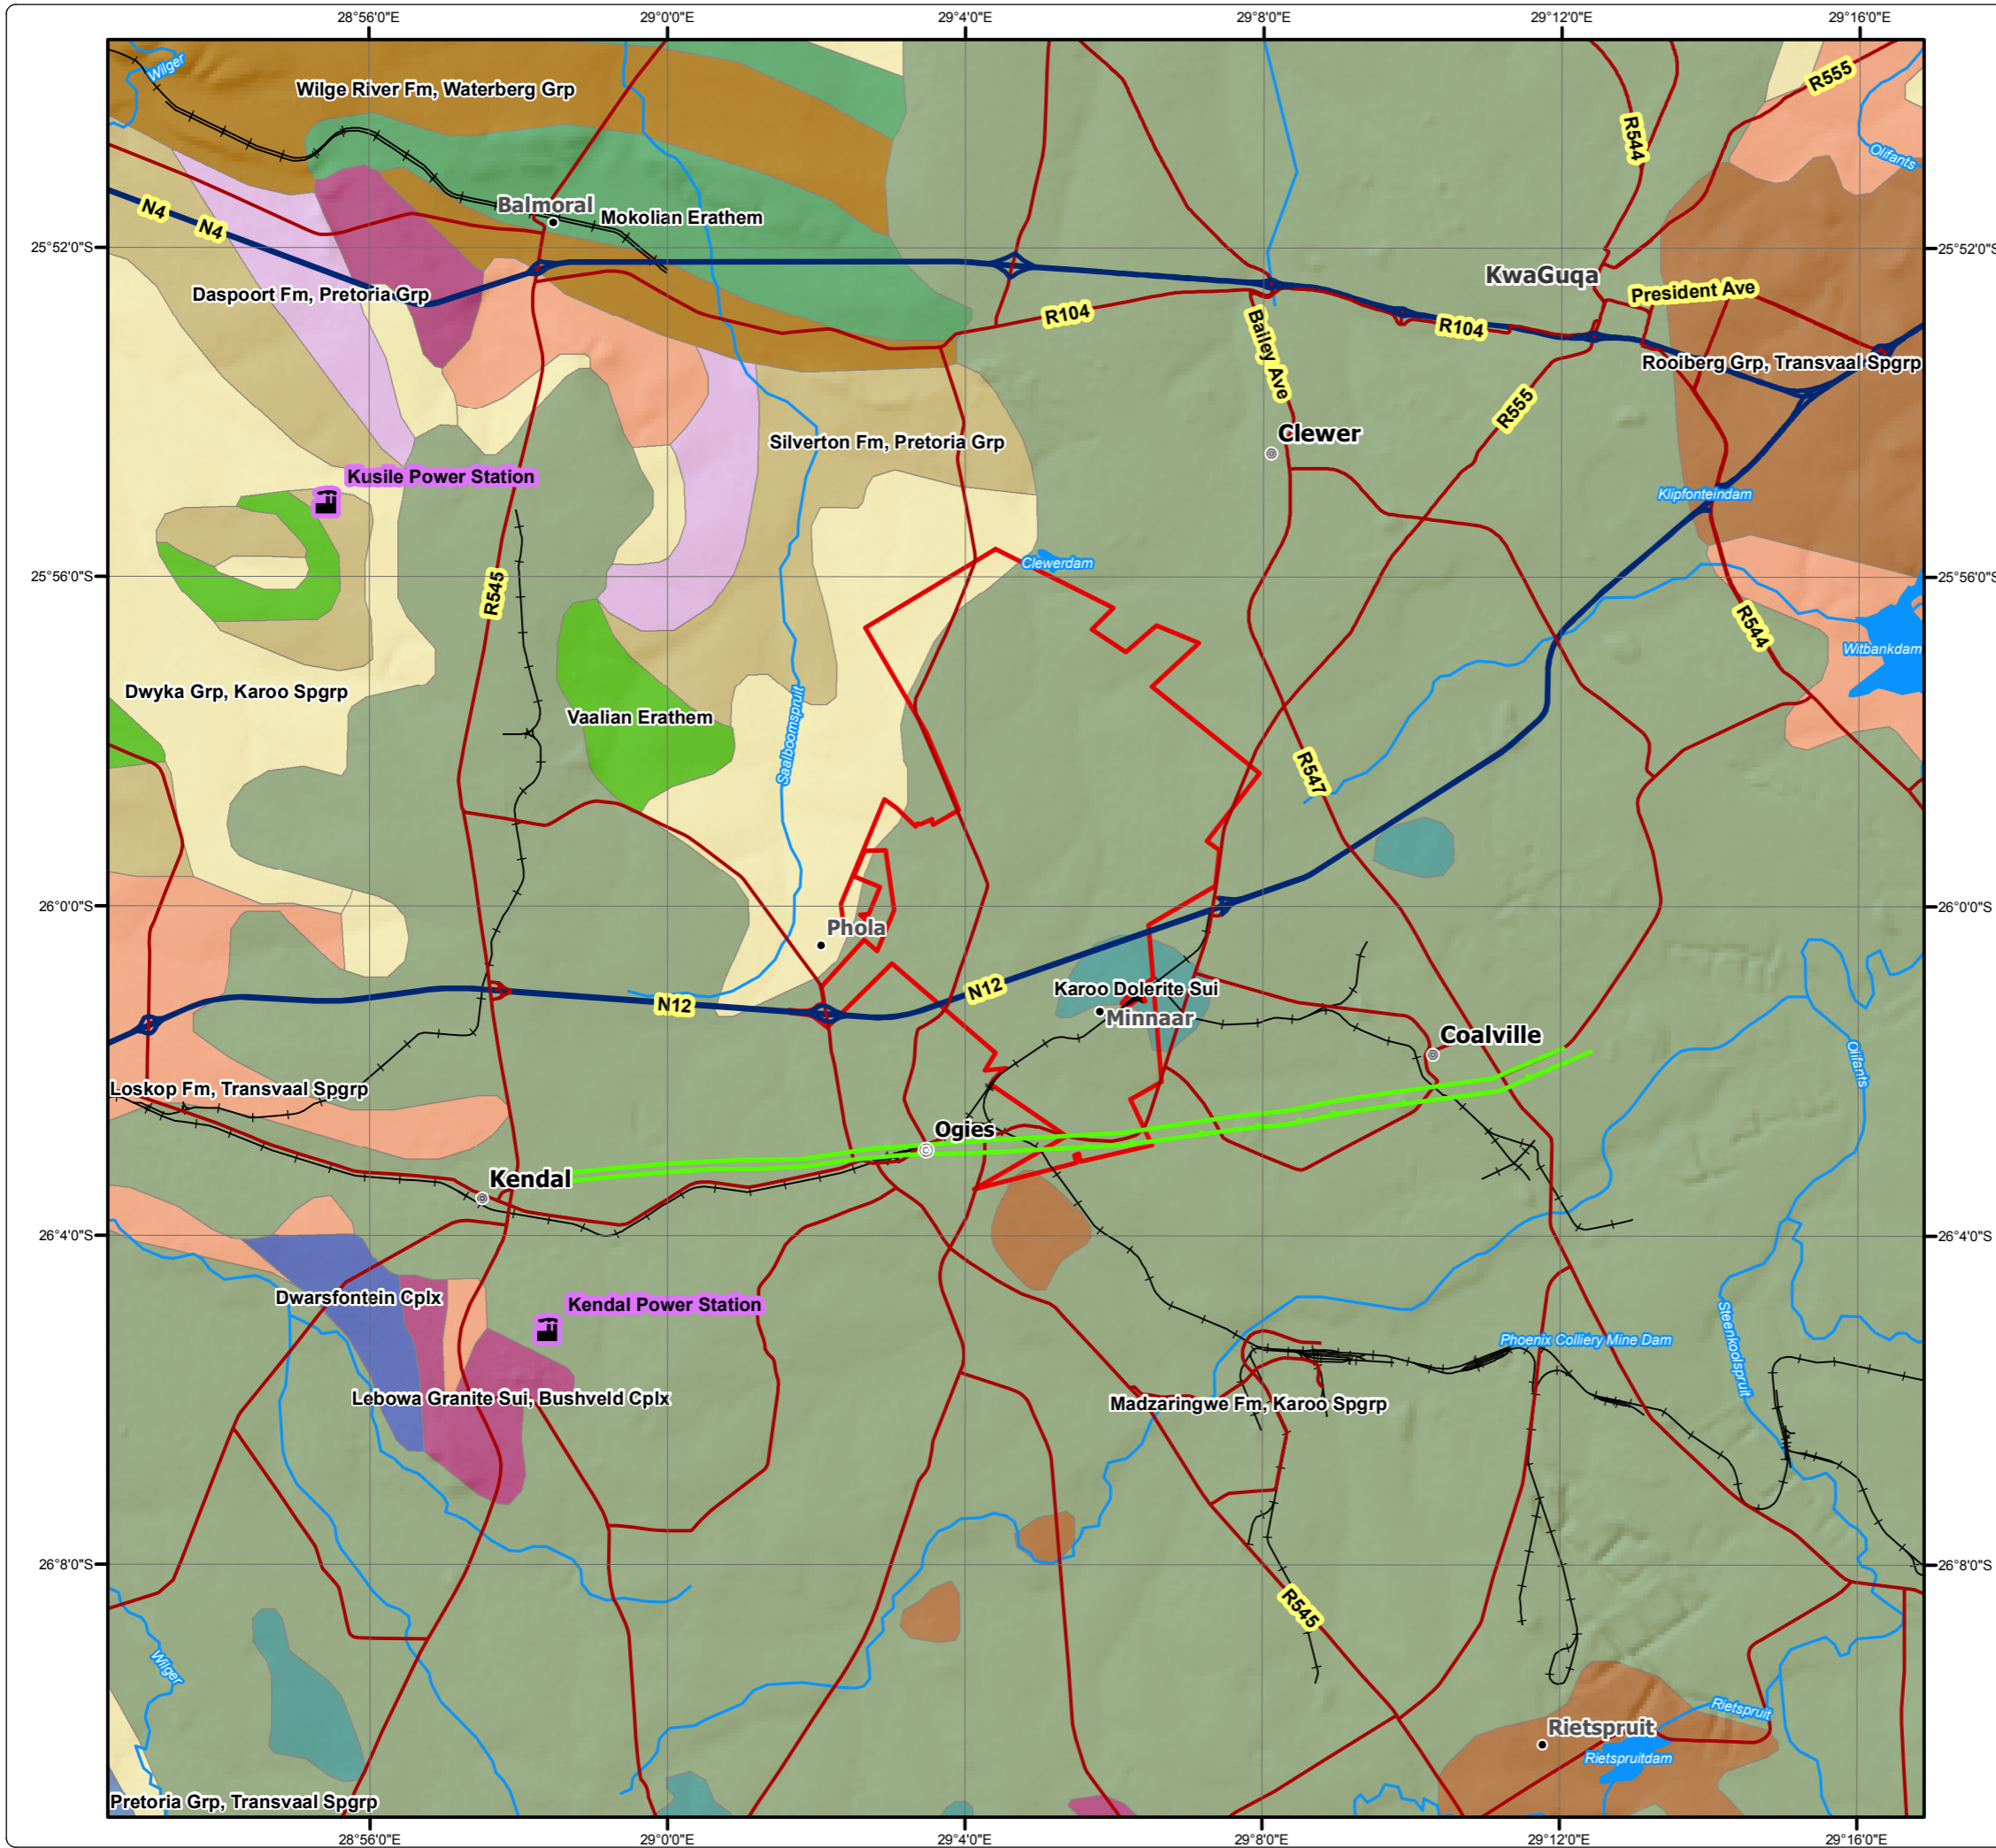 28°56'0"E
29°0'0"E
29°4'0"E
29°8'0"E
29°12'0"E
29°16'0"E
Wilger
Wilge River Fm, Waterberg Grp
R555
R544
Olifants
Balmoral
Mokolian Erathem
N4
N4
25°52'0"S
25°52'0"S
KwaGuqa
President Ave
Daspoort Fm, Pretoria Grp
R104
R104
Bailey Ave
Rooiberg Grp, Transvaal Spgrp
R555
Clewer
Silverton Fm, Pretoria Grp
Kusile Power Station
Klipfonteindam
Clewerdam
25°56'0"S
25°56'0"S
R545
R544
Witbankdam
Dwyka Grp, Karoo Spgrp
Vaalian Erathem
Saalboomspruit
R547
26°0'0"S
26°0'0"S
Phola
Karoo Dolerite Sui
N12
N12
Minnaar
Coalville
Olifants
Loskop Fm, Transvaal Spgrp
Ogies
Kendal
26°4'0"S
26°4'0"S
Dwarsfontein Cplx
Kendal Power Station
Phoenix Colliery Mine Dam
Steenkoolspruit
Lebowa Granite Sui, Bushveld Cplx
Madzaringwe Fm, Karoo Spgrp
26°8'0"S
26°8'0"S
R545
Wilger
Rietspruit
Rietspruit
Rietspruitdam
Pretoria Grp, Transvaal Spgrp
28°56'0"E
29°0'0"E
29°4'0"E
29°8'0"E
29°12'0"E
29°16'0"E